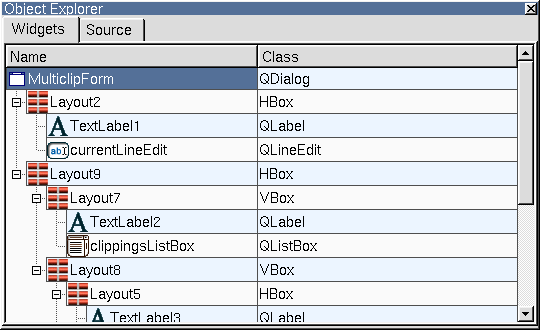 Object Explorer
Widgets Source
Name Class
MulticlipForm QDialog
Layout2 HBox
TextLabel1 QLabel
currentLineEdit QLineEdit
Layout9 HBox
Layout7 VBox
TextLabel2 QLabel
clippingsListBox QListBox
Layout8 VBox
Layout5 HBox
TextLabel3 QLabel